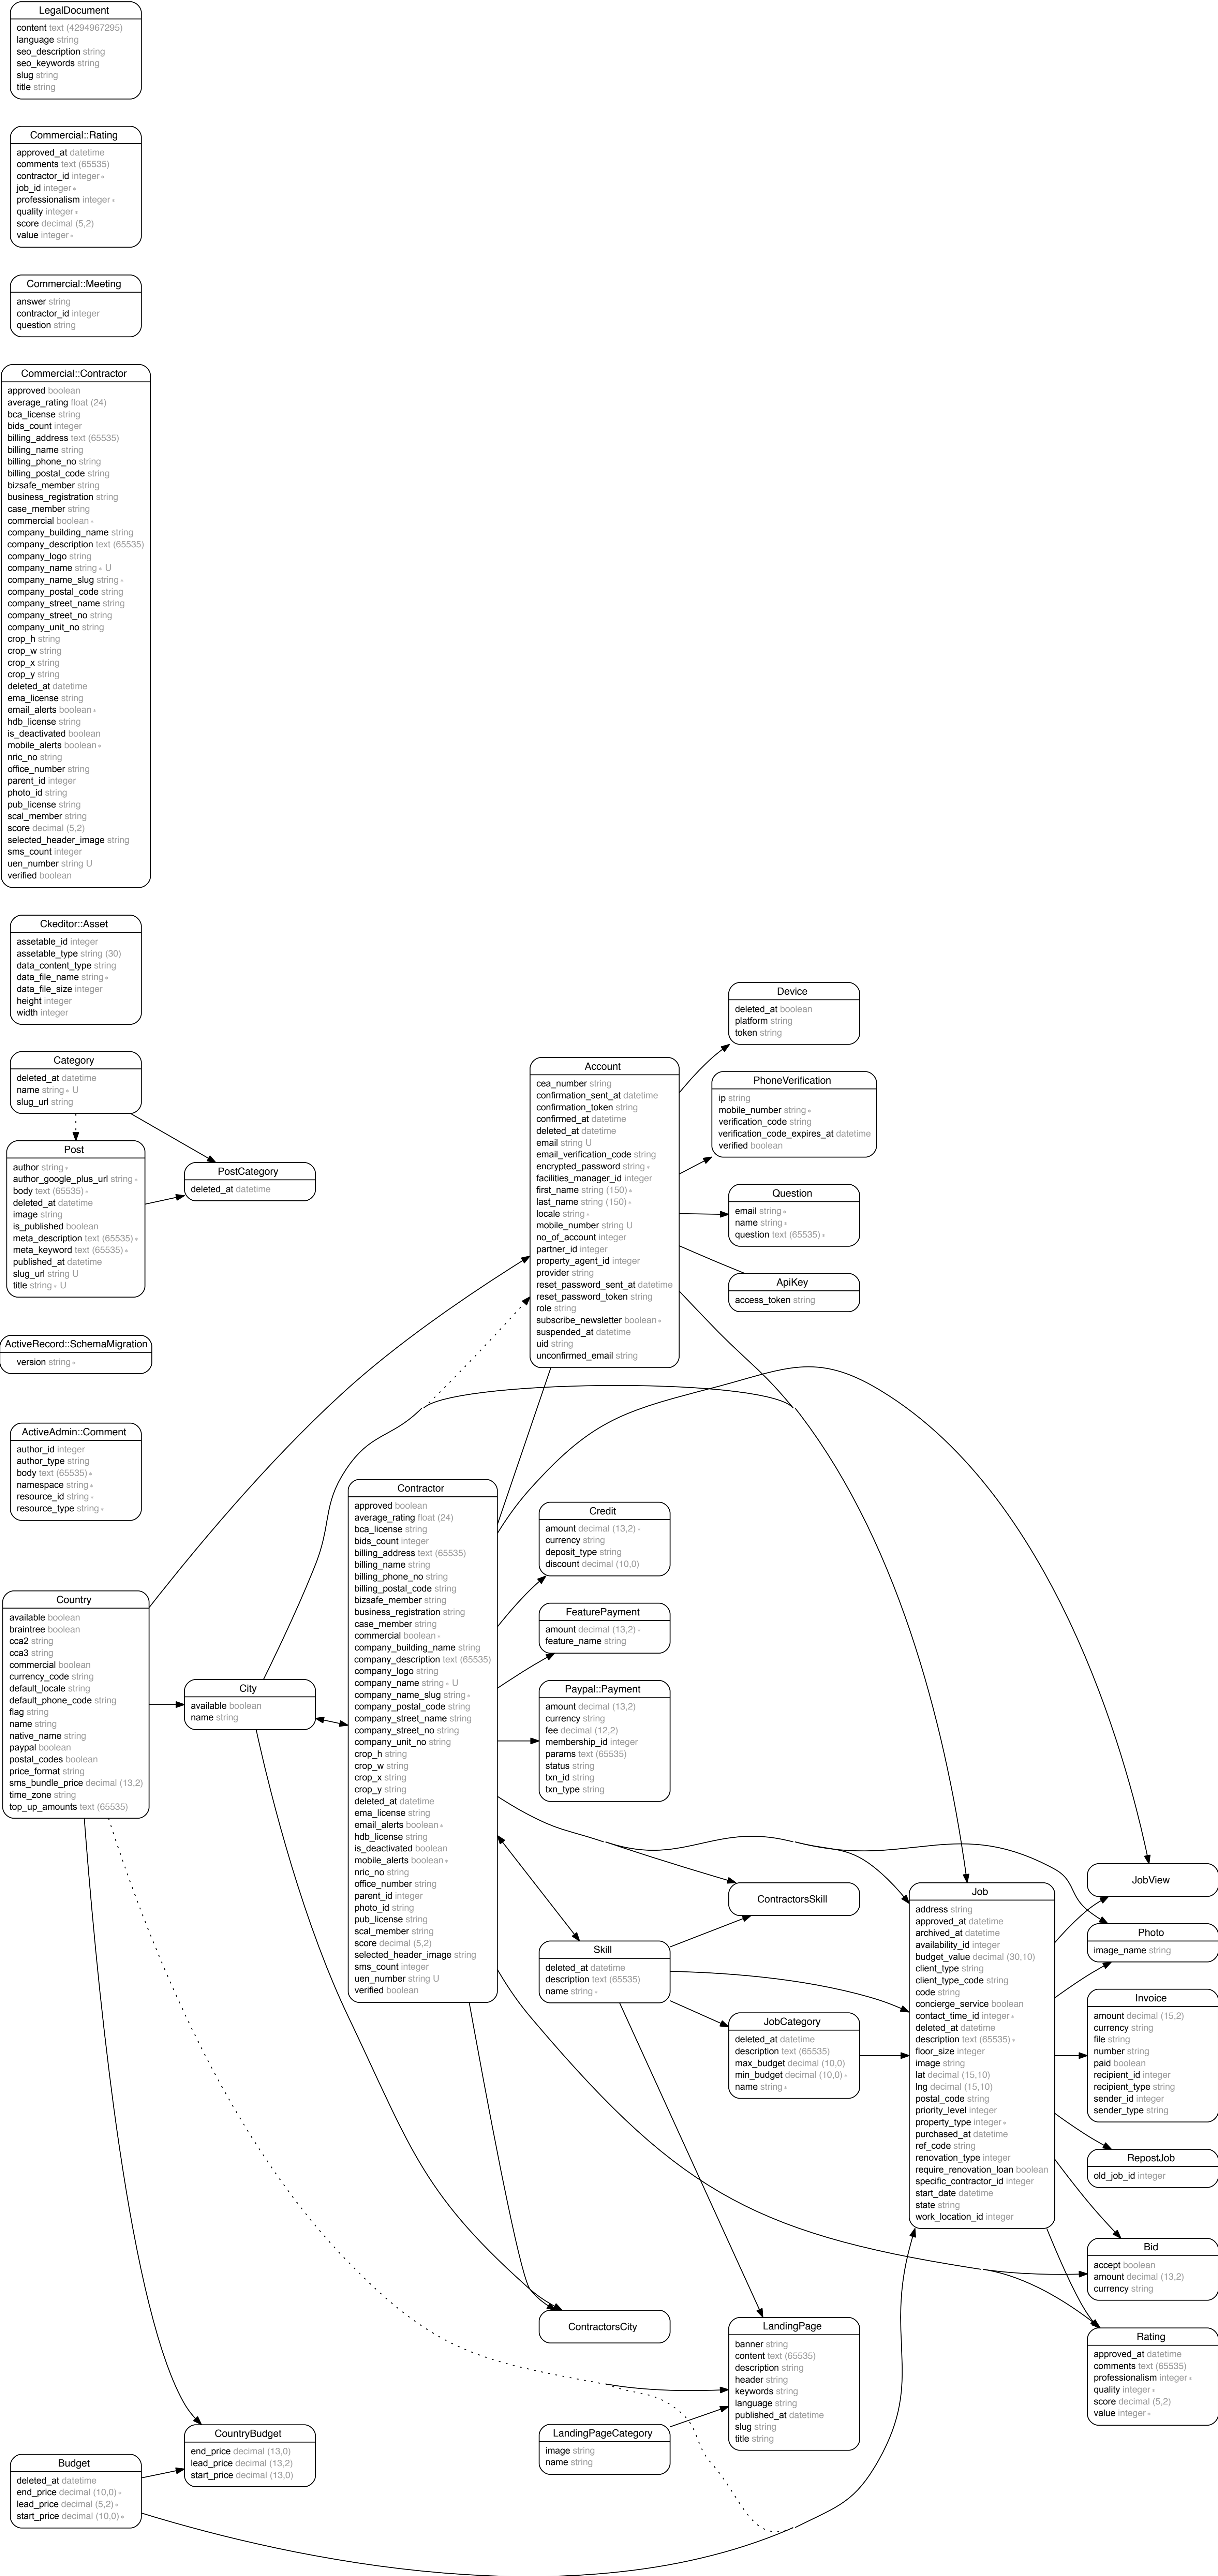 LegalDocument
content text (4294967295)
language string
seo_description string
seo_keywords string
slug string
title string
Commercial::Rating
approved_at datetime
comments text (65535)
contractor_id integer ∗
job_id integer ∗
professionalism integer ∗
quality integer ∗
score decimal (5,2)
value integer ∗
Commercial::Meeting
answer string
contractor_id integer
question string
Commercial::Contractor
approved boolean
average_rating float (24)
bca_license string
bids_count integer
billing_address text (65535)
billing_name string
billing_phone_no string
billing_postal_code string
bizsafe_member string
business_registration string
case_member string
commercial boolean ∗
company_building_name string
company_description text (65535)
company_logo string
company_name string ∗ U
company_name_slug string ∗
company_postal_code string
company_street_name string
company_street_no string
company_unit_no string
crop_h string
crop_w string
crop_x string
crop_y string
deleted_at datetime
ema_license string
email_alerts boolean ∗
hdb_license string
is_deactivated boolean
mobile_alerts boolean ∗
nric_no string
office_number string
parent_id integer
photo_id string
pub_license string
scal_member string
score decimal (5,2)
selected_header_image string
sms_count integer
uen_number string U
verified boolean
Ckeditor::Asset
assetable_id integer
assetable_type string (30)
data_content_type string
data_file_name string ∗
data_file_size integer
height integer
width integer
Category
deleted_at datetime
name string ∗ U
slug_url string
Post
author string ∗
author_google_plus_url string ∗
body text (65535) ∗
deleted_at datetime
image string
is_published boolean
meta_description text (65535) ∗
meta_keyword text (65535) ∗
published_at datetime
slug_url string U
title string ∗ U
PostCategory
deleted_at datetime
ActiveRecord::SchemaMigration
version string ∗
ActiveAdmin::Comment
author_id integer
author_type string
body text (65535) ∗
namespace string ∗
resource_id string ∗
resource_type string ∗
Country
available boolean
braintree boolean
cca2 string
cca3 string
commercial boolean
currency_code string
default_locale string
default_phone_code string
flag string
name string
native_name string
paypal boolean
postal_codes boolean
price_format string
sms_bundle_price decimal (13,2)
time_zone string
top_up_amounts text (65535)
City
available boolean
name string
Budget
deleted_at datetime
end_price decimal (10,0) ∗
lead_price decimal (5,2) ∗
start_price decimal (10,0) ∗
CountryBudget
end_price decimal (13,0)
lead_price decimal (13,2)
start_price decimal (13,0)
Account
cea_number string
confirmation_sent_at datetime
confirmation_token string
confirmed_at datetime
deleted_at datetime
email string U
email_verification_code string
encrypted_password string ∗
facilities_manager_id integer
first_name string (150) ∗
last_name string (150) ∗
locale string ∗
mobile_number string U
no_of_account integer
partner_id integer
property_agent_id integer
provider string
reset_password_sent_at datetime
reset_password_token string
role string
subscribe_newsletter boolean ∗
suspended_at datetime
uid string
unconfirmed_email string
Device
deleted_at boolean
platform string
token string
PhoneVerification
ip string
mobile_number string ∗
verification_code string
verification_code_expires_at datetime
verified boolean
Question
email string ∗
name string ∗
question text (65535) ∗
ApiKey
access_token string
Contractor
approved boolean
average_rating float (24)
bca_license string
bids_count integer
billing_address text (65535)
billing_name string
billing_phone_no string
billing_postal_code string
bizsafe_member string
business_registration string
case_member string
commercial boolean ∗
company_building_name string
company_description text (65535)
company_logo string
company_name string ∗ U
company_name_slug string ∗
company_postal_code string
company_street_name string
company_street_no string
company_unit_no string
crop_h string
crop_w string
crop_x string
crop_y string
deleted_at datetime
ema_license string
email_alerts boolean ∗
hdb_license string
is_deactivated boolean
mobile_alerts boolean ∗
nric_no string
office_number string
parent_id integer
photo_id string
pub_license string
scal_member string
score decimal (5,2)
selected_header_image string
sms_count integer
uen_number string U
verified boolean
Credit
amount decimal (13,2) ∗
currency string
deposit_type string
discount decimal (10,0)
FeaturePayment
amount decimal (13,2) ∗
feature_name string
Paypal::Payment
amount decimal (13,2)
currency string
fee decimal (12,2)
membership_id integer
params text (65535)
status string
txn_id string
txn_type string
ContractorsSkill
Skill
deleted_at datetime
description text (65535)
name string ∗
JobCategory
deleted_at datetime
description text (65535)
max_budget decimal (10,0)
min_budget decimal (10,0) ∗
name string ∗
ContractorsCity
LandingPage
banner string
content text (65535)
description string
header string
keywords string
language string
published_at datetime
slug string
title string
LandingPageCategory
image string
name string
Job
address string
approved_at datetime
archived_at datetime
availability_id integer
budget_value decimal (30,10)
client_type string
client_type_code string
code string
concierge_service boolean
contact_time_id integer ∗
deleted_at datetime
description text (65535) ∗
floor_size integer
image string
lat decimal (15,10)
lng decimal (15,10)
postal_code string
priority_level integer
property_type integer ∗
purchased_at datetime
ref_code string
renovation_type integer
require_renovation_loan boolean
specific_contractor_id integer
start_date datetime
state string
work_location_id integer
JobView
Photo
image_name string
Invoice
amount decimal (15,2)
currency string
file string
number string
paid boolean
recipient_id integer
recipient_type string
sender_id integer
sender_type string
RepostJob
old_job_id integer
Bid
accept boolean
amount decimal (13,2)
currency string
Rating
approved_at datetime
comments text (65535)
professionalism integer ∗
quality integer ∗
score decimal (5,2)
value integer ∗